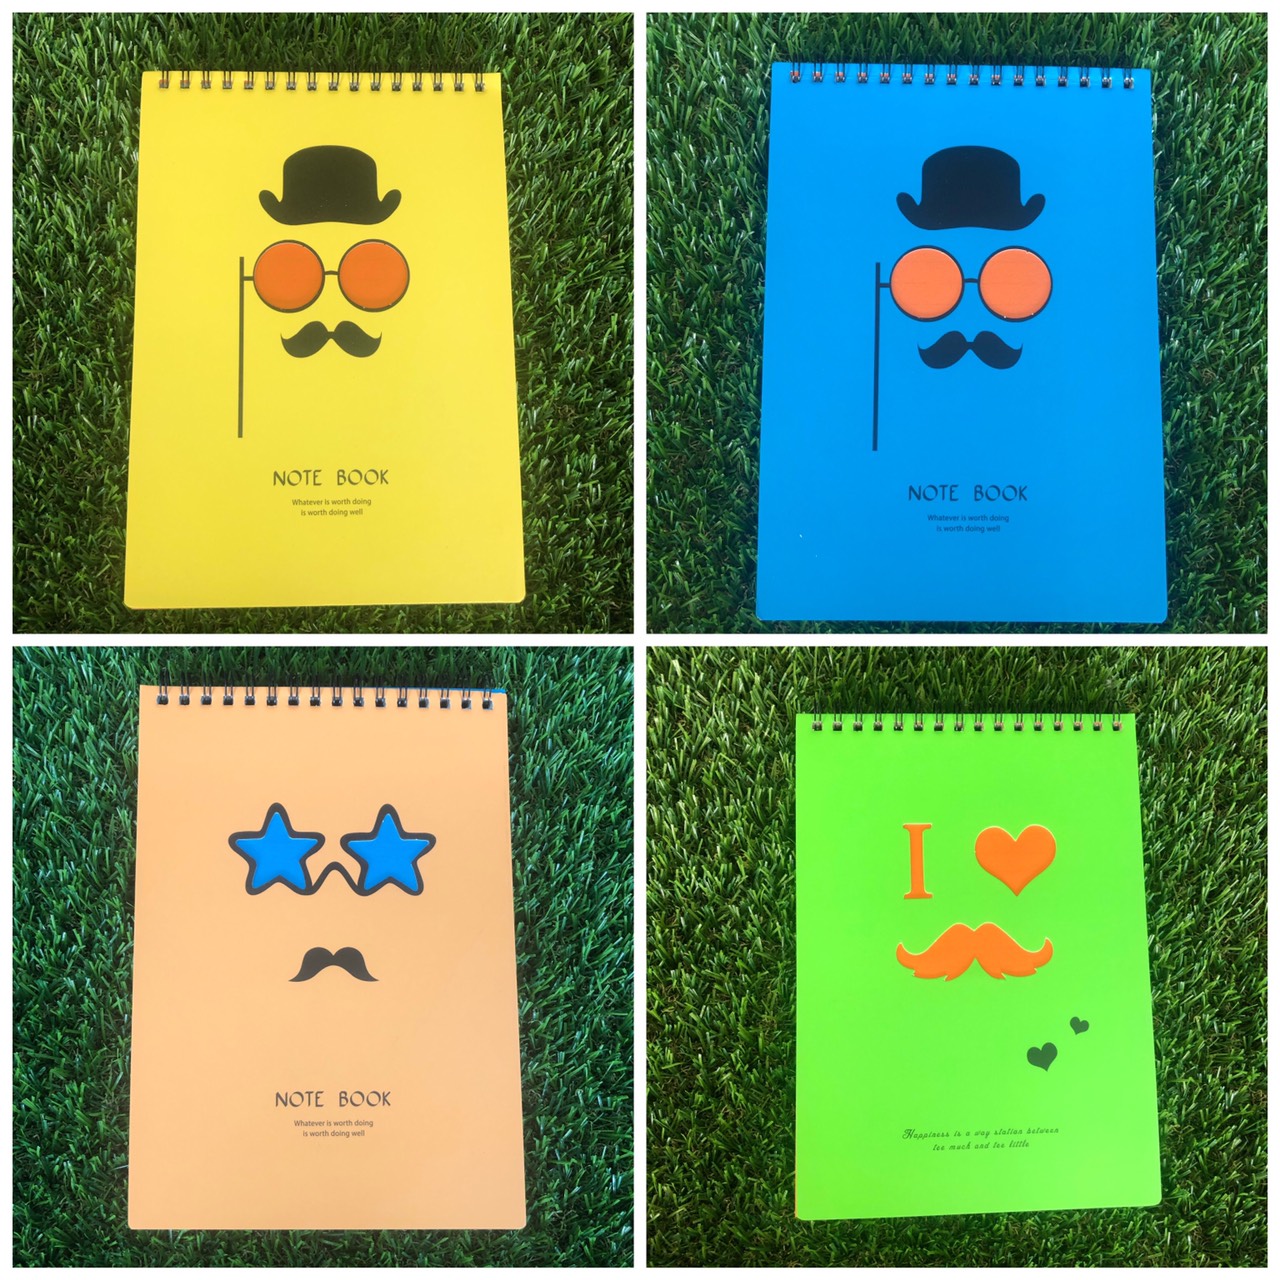 NOTE BOOK
Whatever is worth doing
is worth doing well
NOTE BOOK
Whatever is worth doing
is worth doing well
NOTE BOOK
Whatever is worth doing
is worth doing well
I
Happiness is a way station between
too much and too little